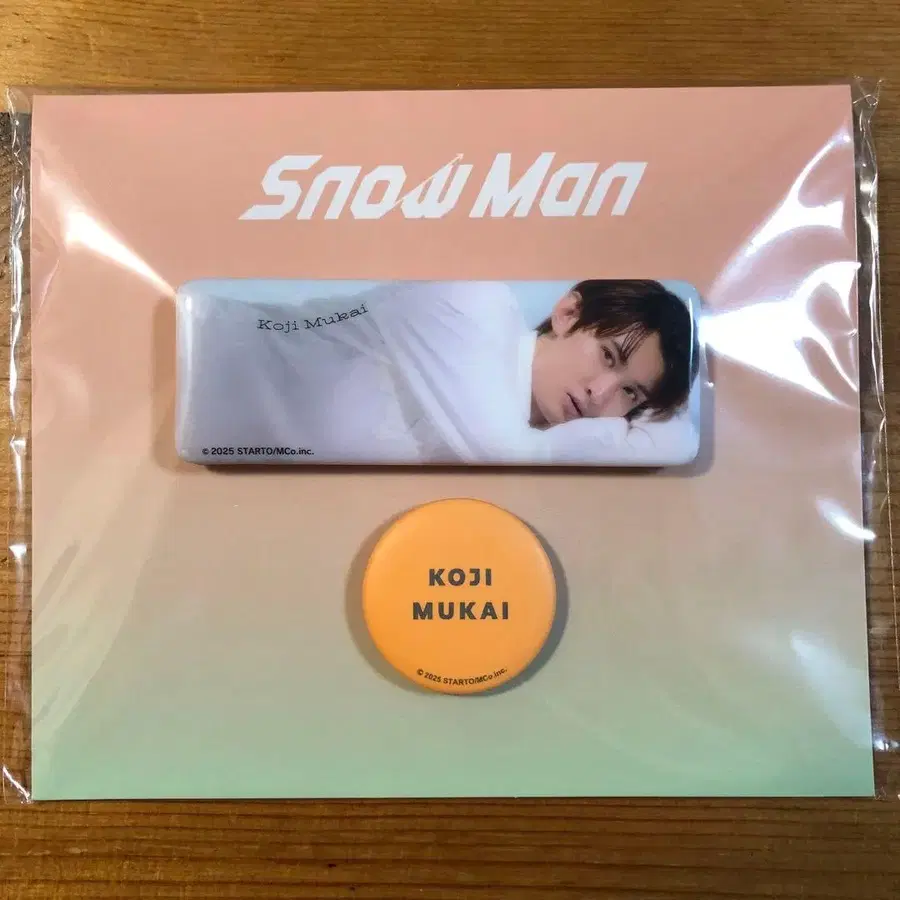 Snow Man
Koji Mukai
© 2025 STARTO/MCo.inc.
KOJI
MUKAI
© 2025 STARTO/MCo.inc.